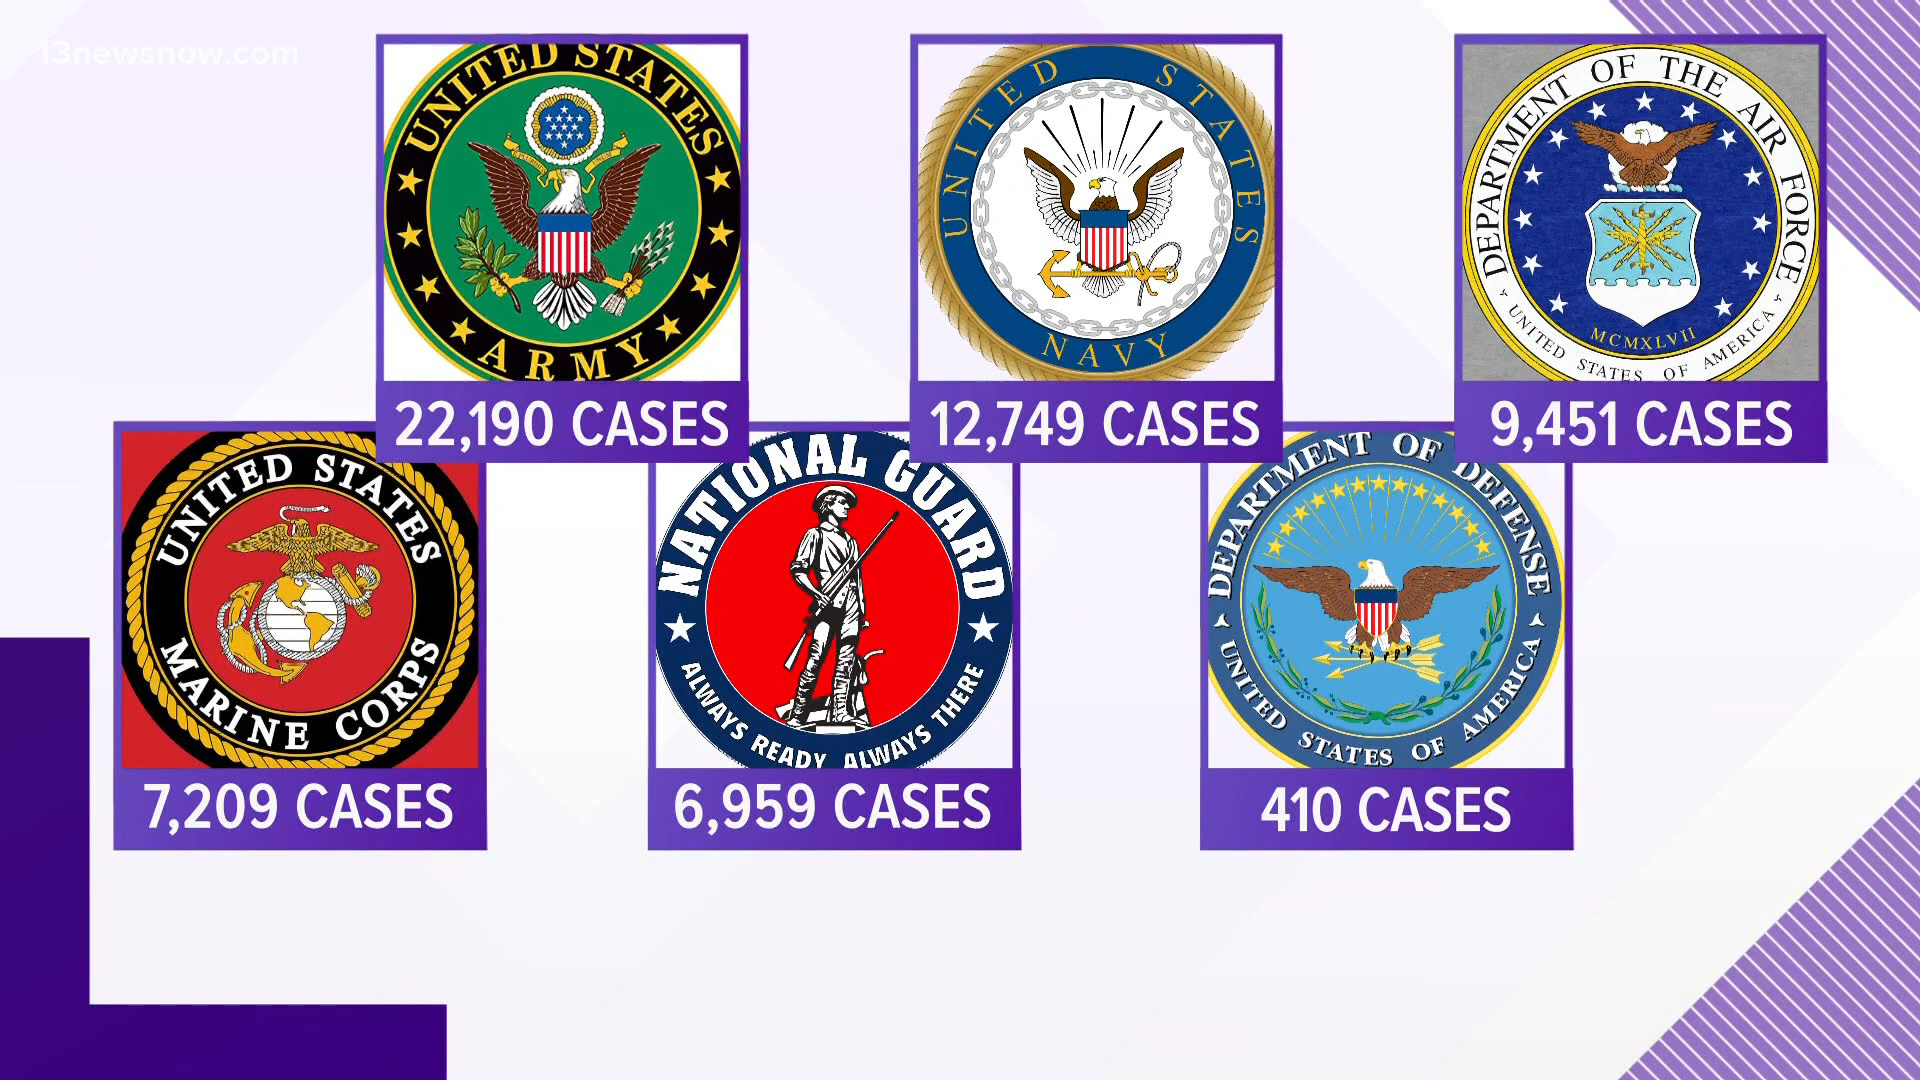 13newsnow.com
UNITED STATES
ARMY
22,190 CASES
UNITED STATES
NAVY
12,749 CASES
DEPARTMENT OF THE AIR FORCE
MCMXLVII
UNITED STATES OF AMERICA
9,451 CASES
UNITED STATES
MARINE CORPS
7,209 CASES
NATIONAL GUARD
ALWAYS READY ALWAYS THERE
6,959 CASES
DEPARTMENT OF DEFENSE
UNITED STATES OF AMERICA
410 CASES